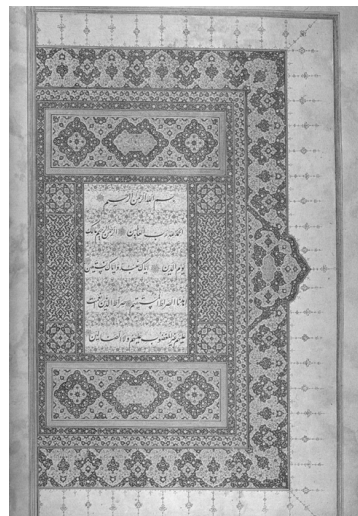 بسم الله الرحمن الرحيم
الحمد لله رب العالمين الرحمن الرحيم مالك
يوم الدين اياك نعبد واياك نستعين
اهدنا الصراط المستقيم صراط الذين انعمت
عليهم غير المغضوب عليهم ولا الضالين